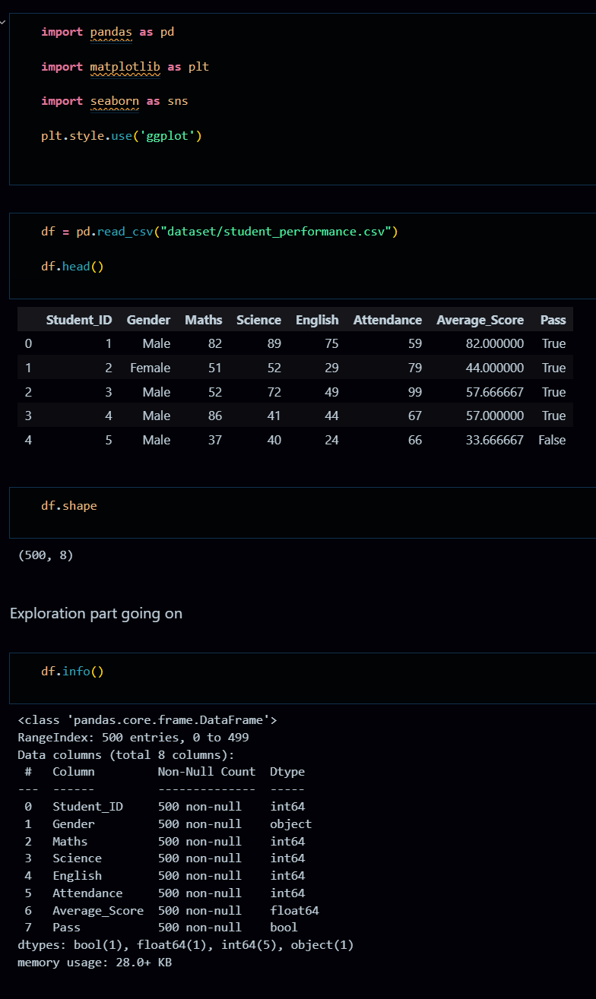 import pandas as pd
import matplotlib as plt
import seaborn as sns
plt.style.use('ggplot')
df = pd.read_csv("dataset/student_performance.csv")
df.head()
Student_ID Gender Maths Science English Attendance Average_Score Pass
0 1 Male 82 89 75 59 82.000000 True
1 2 Female 51 52 29 79 44.000000 True
2 3 Male 52 72 49 99 57.666667 True
3 4 Male 86 41 44 67 57.000000 True
4 5 Male 37 40 24 66 33.666667 False
df.shape
(500, 8)
Exploration part going on
df.info()
<class 'pandas.core.frame.DataFrame'>
RangeIndex: 500 entries, 0 to 499
Data columns (total 8 columns):
 #   Column         Non-Null Count  Dtype
---  ------         --------------  -----
 0   Student_ID     500 non-null    int64
 1   Gender         500 non-null    object
 2   Maths          500 non-null    int64
 3   Science        500 non-null    int64
 4   English        500 non-null    int64
 5   Attendance     500 non-null    int64
 6   Average_Score  500 non-null    float64
 7   Pass           500 non-null    bool
dtypes: bool(1), float64(1), int64(5), object(1)
memory usage: 28.0+ KB